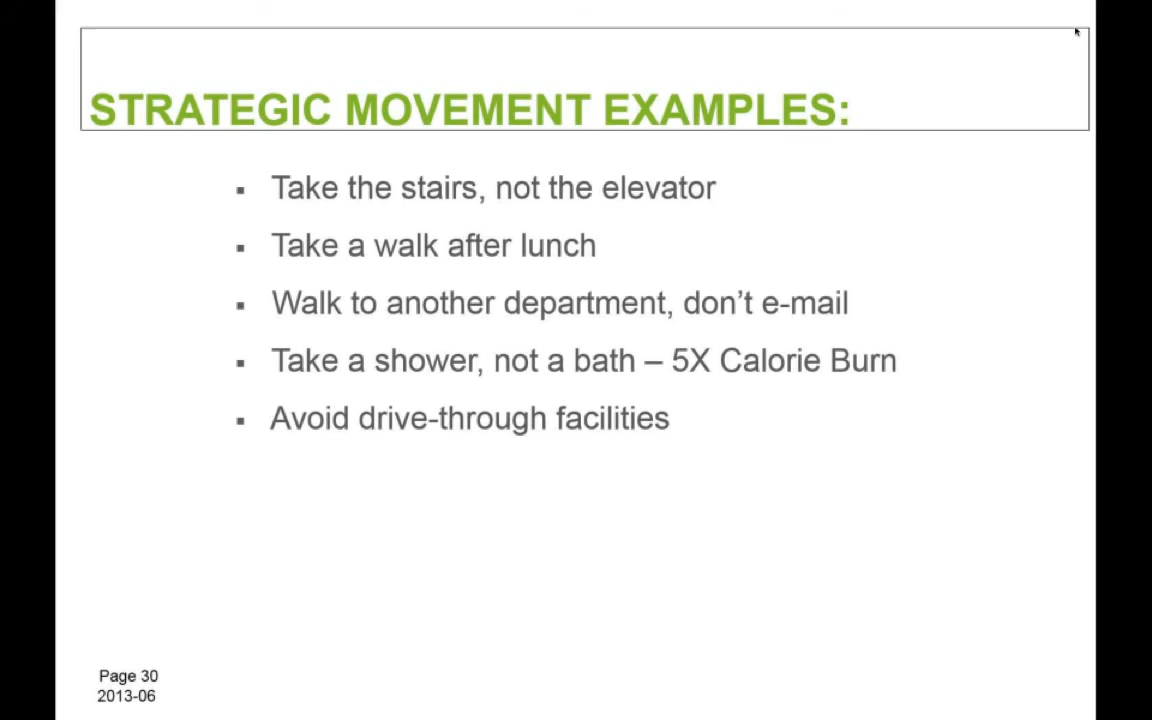 STRATEGIC MOVEMENT EXAMPLES:
▪ Take the stairs, not the elevator
▪ Take a walk after lunch
▪ Walk to another department, don’t e-mail
▪ Take a shower, not a bath – 5X Calorie Burn
▪ Avoid drive-through facilities
Page 30
2013-06